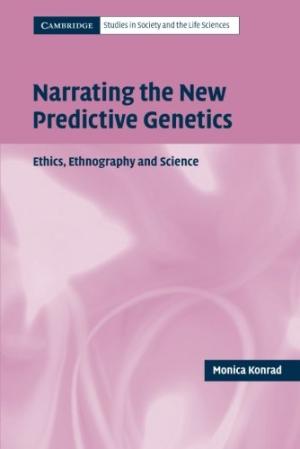 CAMBRIDGE Studies in Society and the Life Sciences
Narrating the New
Predictive Genetics
Ethics, Ethnography and Science
Monica Konrad